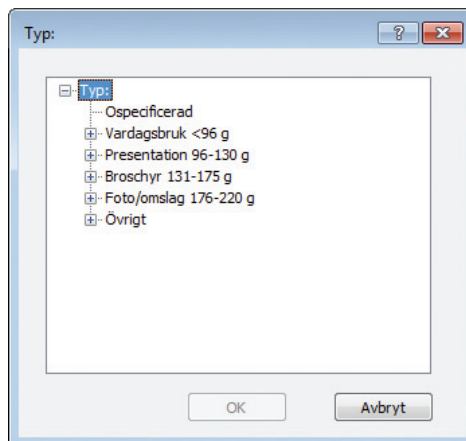 Typ:
Typ:
Ospecificerad
Vardagsbruk <96 g
Presentation 96-130 g
Broschyr 131-175 g
Foto/omslag 176-220 g
Övrigt
OK
Avbryt